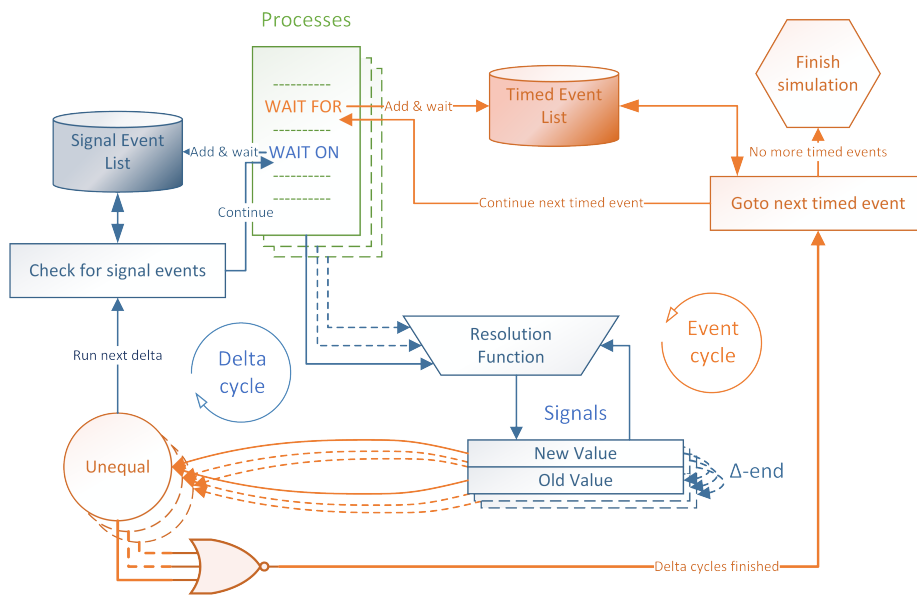 Processes
Finish
simulation
WAIT FOR
Add & wait
Timed Event
List
Signal Event
List
Add & wait
WAIT ON
No more timed events
Continue
Continue next timed event
Goto next timed event
Check for signal events
Resolution
Function
Event
cycle
Run next delta
Delta
cycle
Signals
New Value
Unequal
Old Value
Δ-end
Delta cycles finished